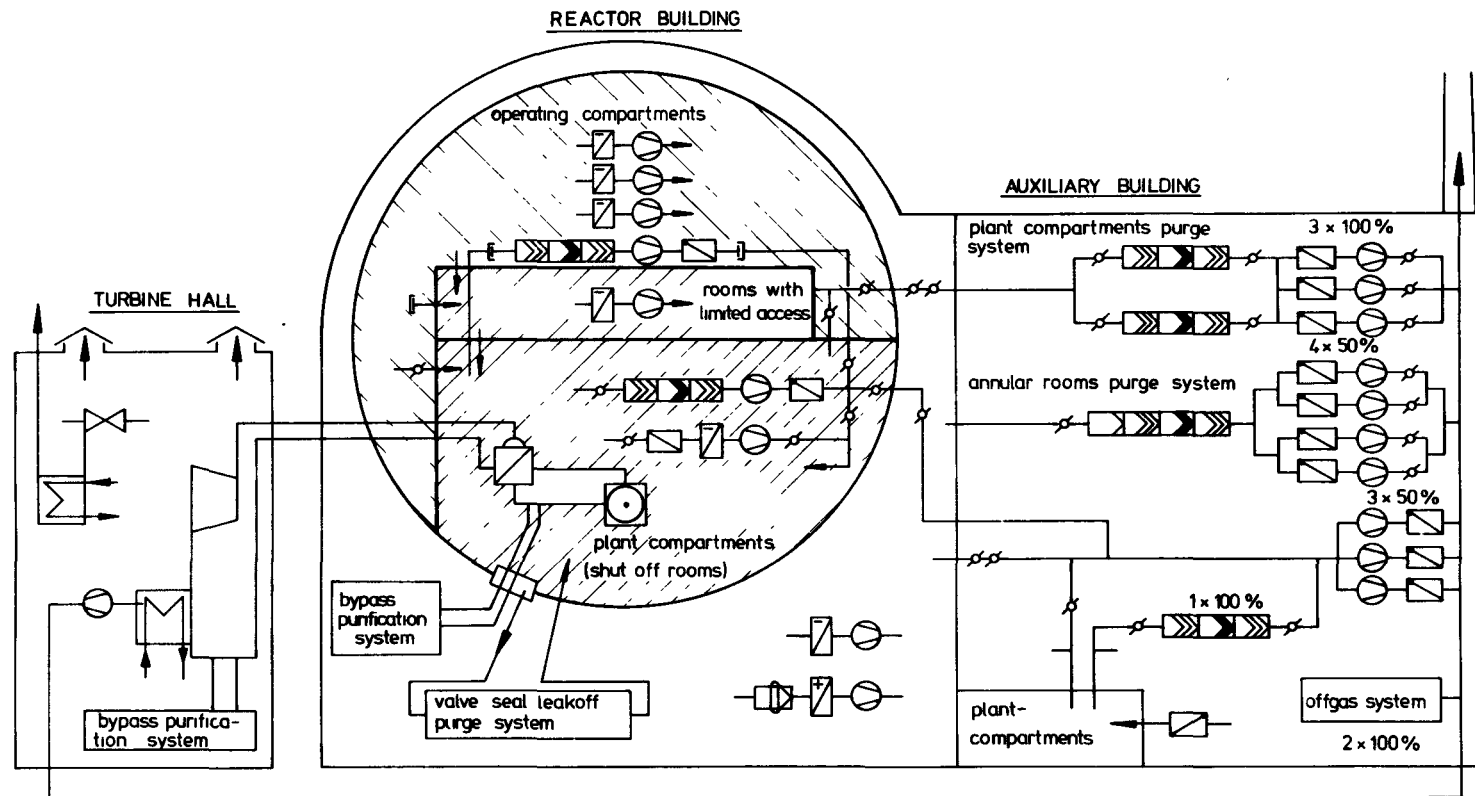 REACTOR BUILDING
operating compartments
rooms with
limited access
plant compartments
(shut off rooms)
bypass
purification
system
valve seal leakoff
purge system
TURBINE HALL
bypass purifica-
tion system
AUXILIARY BUILDING
plant compartments purge
system
3 x 100 %
4 x 50 %
annular rooms purge system
3 x 50 %
1 x 100 %
plant-
compartments
offgas system
2 x 100 %